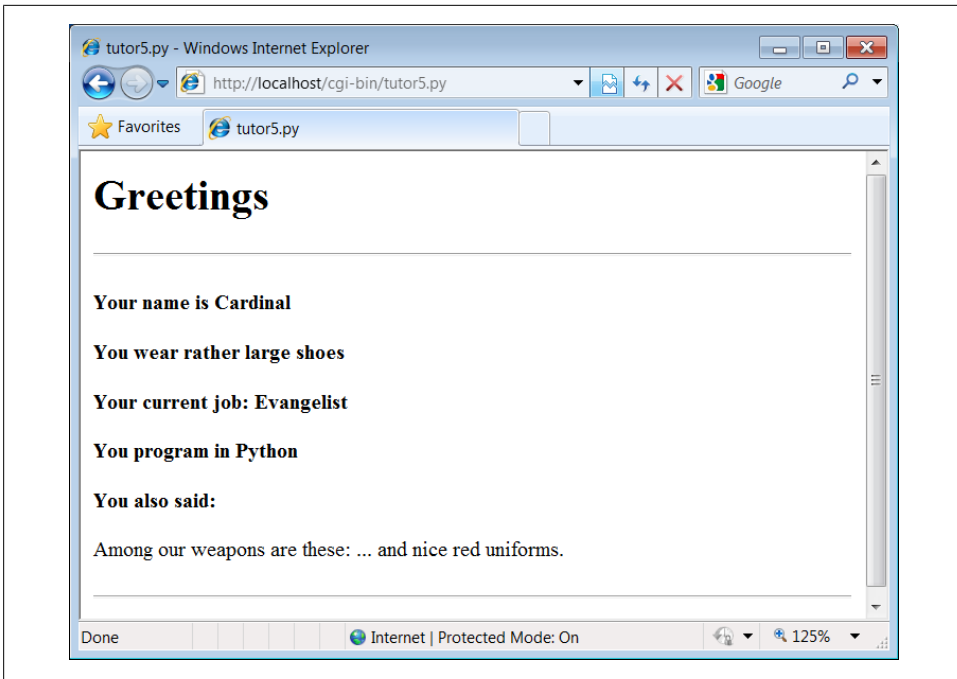 tutor5.py - Windows Internet Explorer
http://localhost/cgi-bin/tutor5.py
Google
Favorites
tutor5.py
Greetings
Your name is Cardinal
You wear rather large shoes
Your current job: Evangelist
You program in Python
You also said:
Among our weapons are these: ... and nice red uniforms.
Done
Internet | Protected Mode: On
125%